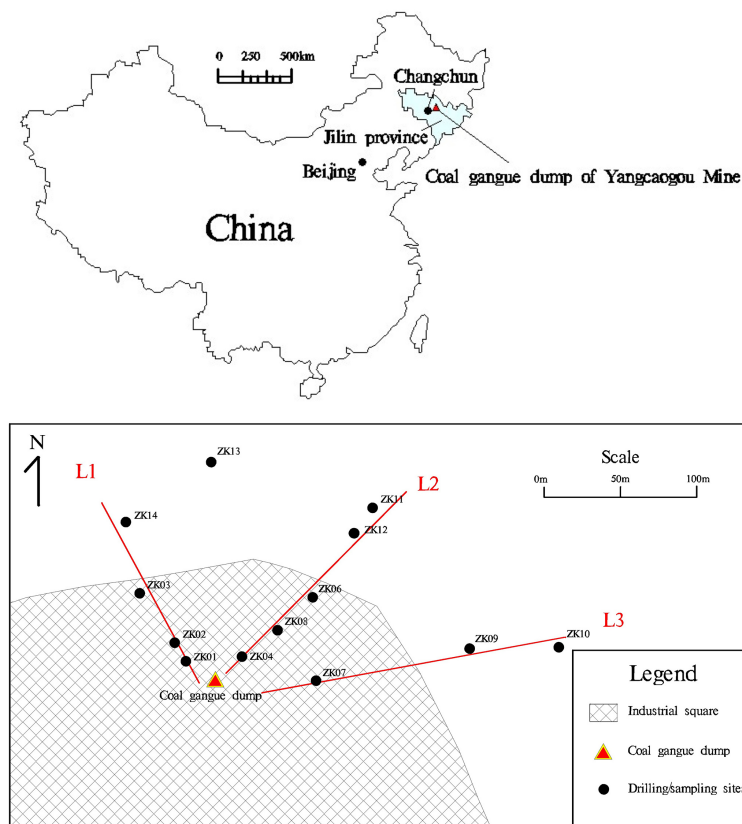 0 250 500km
Changchun
Jilin province
Beijing
Coal gangue dump of Yangcaogou Mine
China
N
ZK13
L1
Scale
L2
0m 50m 100m
ZK11
ZK14
ZK12
ZK03
ZK06
L3
ZK02
ZK08
ZK09
ZK10
ZK01
ZK04
ZK07
Coal gangue dump
Legend
Industrial square
Coal gangue dump
Drilling/sampling sites